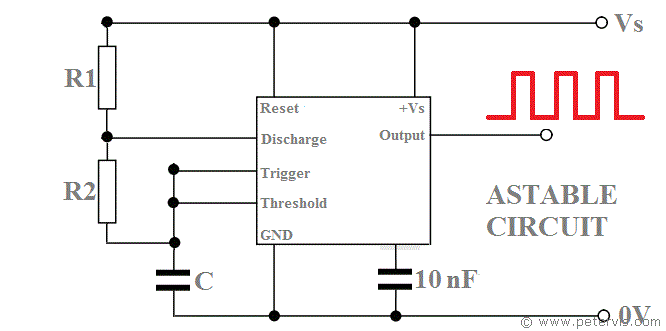 Vs
R1
Reset
+Vs
Discharge
Output
R2
Trigger
Threshold
GND
ASTABLE
CIRCUIT
C
10 nF
0V
© www.petervis.com